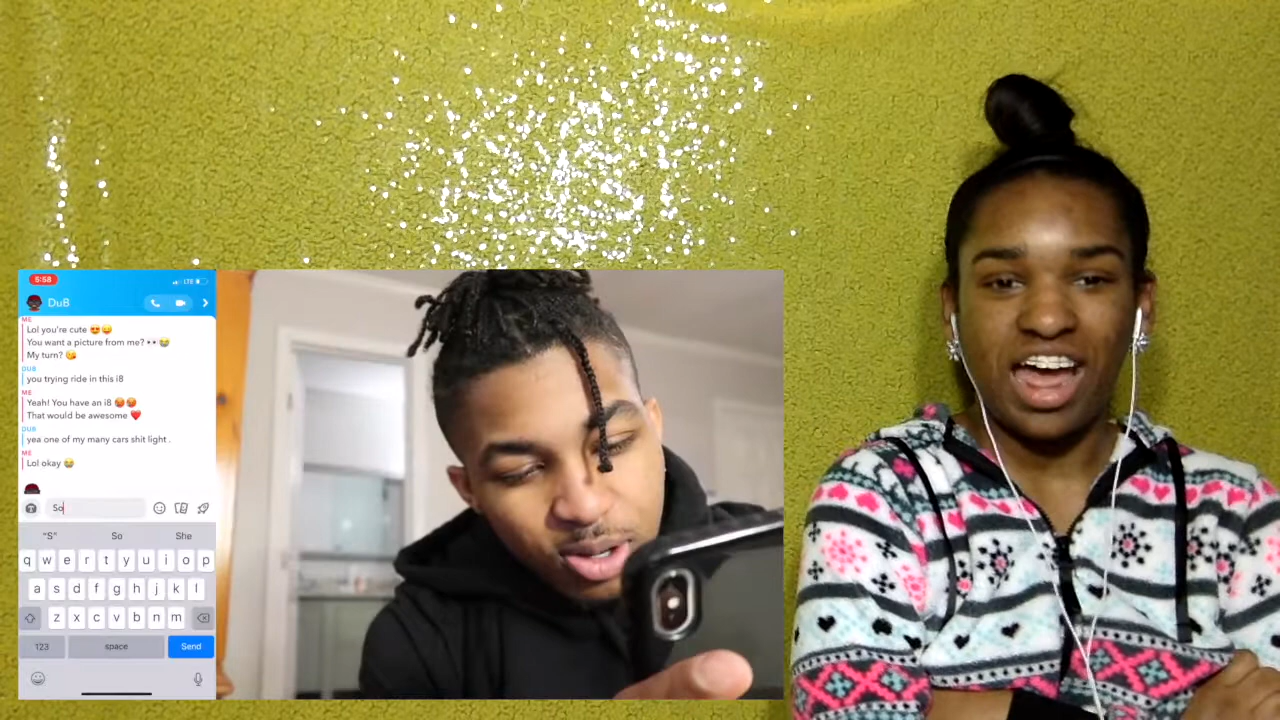 5:58
LTE
DuB
ME
Lol you're cute 😍😄
You want a picture from me? 👀😭
My turn? 😘
DUB
you trying ride in this i8
ME
Yeah! You have an i8 🥵🥵
That would be awesome ❤️
DUB
yea one of my many cars shit light .
ME
Lol okay 😂
So
"S" So She
q w e r t y u i o p
a s d f g h j k l
z x c v b n m
123 space Send